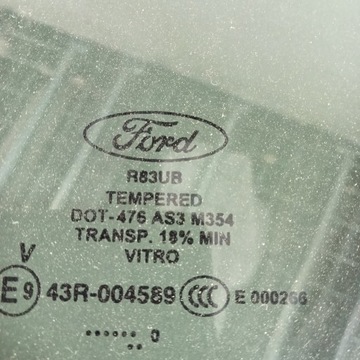 Ford
R83UB
TEMPERED
DOT-476 AS3 M354
TRANSP. 18% MIN
VITRO
V
E9 43R-004589 CCC E 000266
...... 0
..